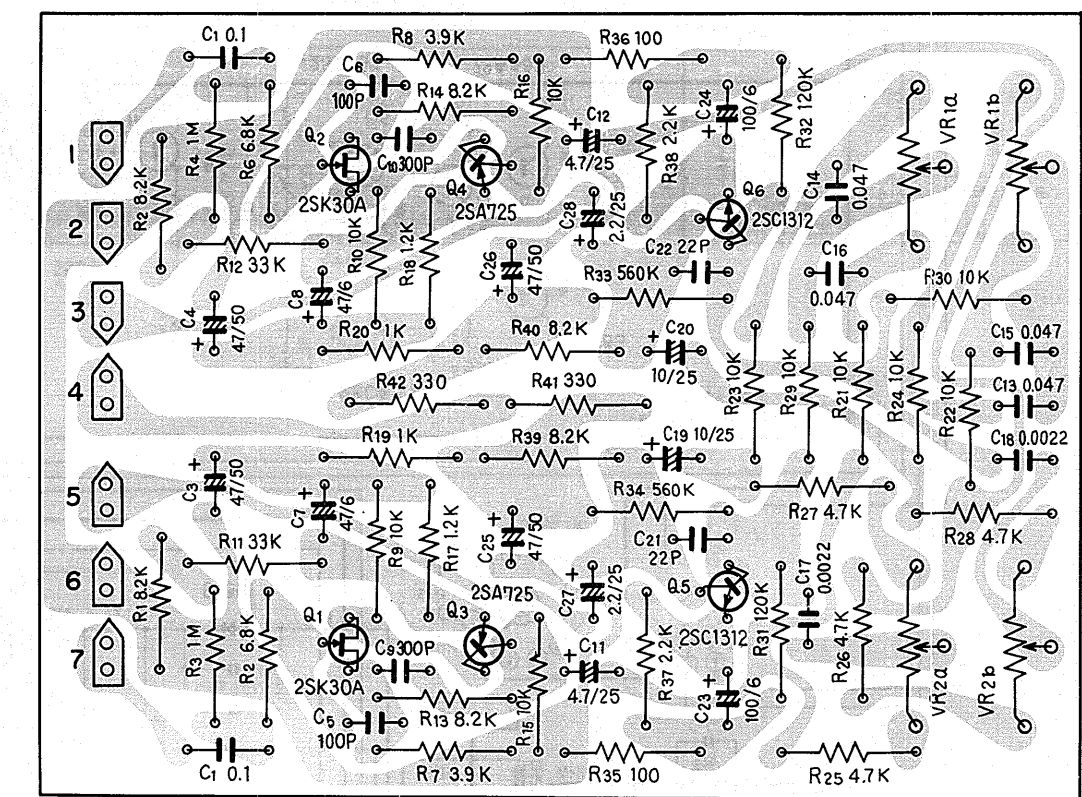 C1 0.1
R8 3.9K
R36 100
C6
100P
R14 8.2K
R16
10K
C12
4.7/25
R38 2.2K
C24
100/6
R32 120K
VR1a
VR1b
1
R2 8.2K
R4 1M
R6 6.8K
Q2
2SK30A
C10 300P
Q4
2SA725
C28
2.2/25
Q6
2SC1312
C14
0.047
2
R12 33K
R10 10K
R18 1.2K
C26
47/50
C22 22P
C16
0.047
R33 560K
R30 10K
3
C4
47/50
C8
47/6
R20 1K
R40 8.2K
C20
10/25
R23 10K
R29 10K
R21 10K
R24 10K
R22 10K
C15 0.047
4
R42 330
R41 330
C13 0.047
R19 1K
R39 8.2K
C19 10/25
C18 0.0022
5
C3
47/50
C7
47/6
R9 10K
R17 1.2K
C25
47/50
R34 560K
R27 4.7K
R28 4.7K
C21
22P
6
R11 33K
R1 8.2K
2SA725
C27
2.2/25
Q5
2SC1312
C17
0.0022
7
R3 1M
R2 6.8K
Q1
2SK30A
Q3
C9 300P
C11
4.7/25
R37 2.2K
R31 120K
R26 4.7K
VR2a
VR2b
R13 8.2K
R15 10K
C23
100/6
C5
100P
C1 0.1
R7 3.9K
R35 100
R25 4.7K